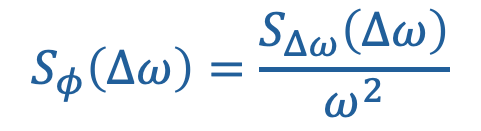 S_ϕ(Δω) = S_Δω(Δω) / ω²